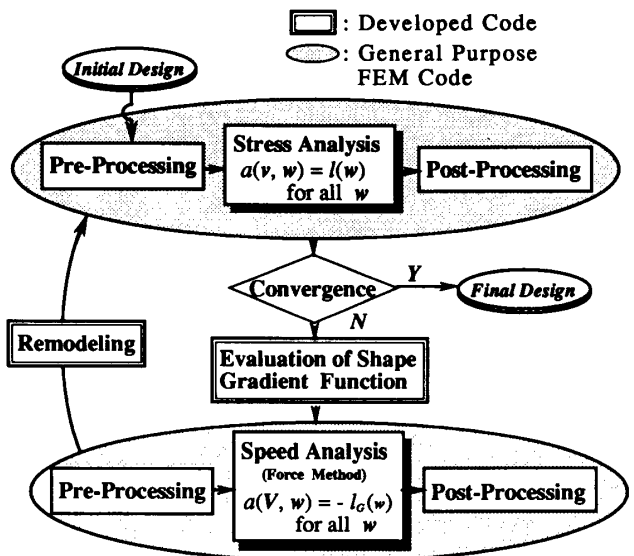 : Developed Code
: General Purpose
FEM Code
Initial Design
Pre-Processing
Stress Analysis
a(v, w) = l(w)
for all w
Post-Processing
Convergence
Y
Final Design
N
Remodeling
Evaluation of Shape
Gradient Function
Pre-Processing
Speed Analysis
(Force Method)
a(V, w) = - l_G(w)
for all w
Post-Processing